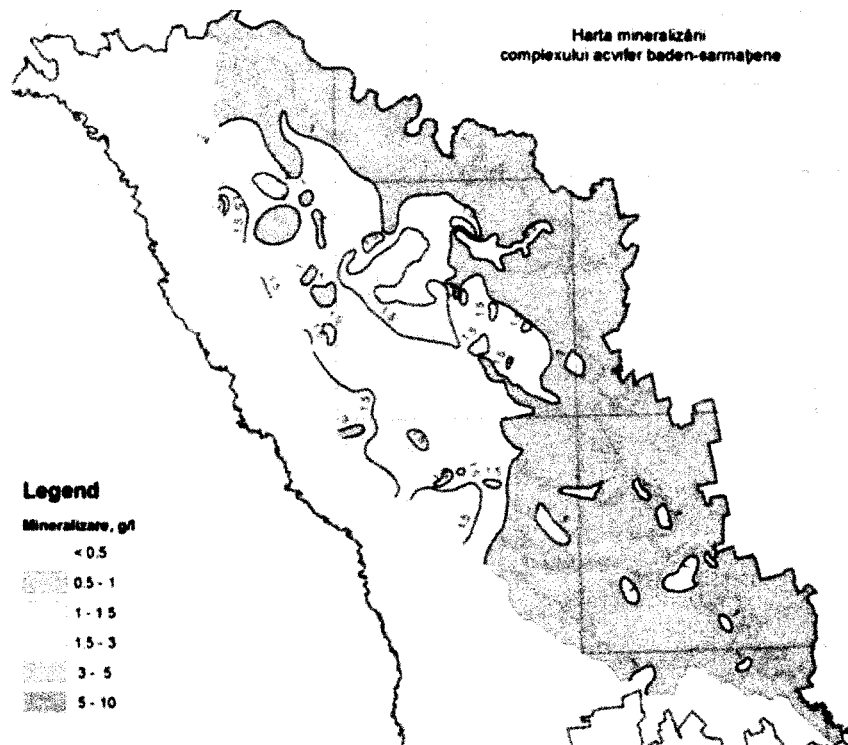 Harta mineralizări
complexului acvifer baden-sarmațiene
Legend
Mineralizare, g/l
< 0.5
0.5 - 1
1 - 1.5
1.5 - 3
3 - 5
5 - 10